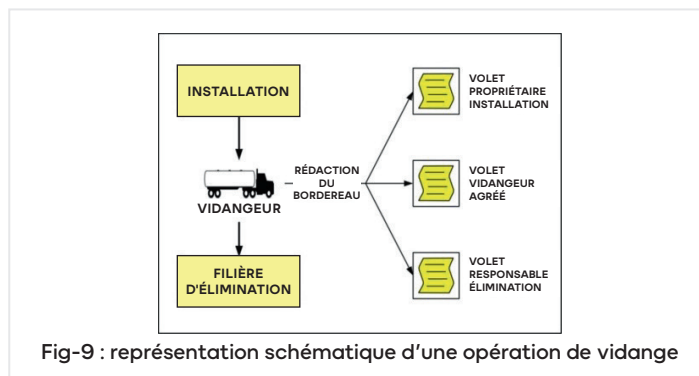 INSTALLATION
VIDANGEUR
FILIÈRE
D'ÉLIMINATION
RÉDACTION
DU
BORDEREAU
VOLET
PROPRIÉTAIRE
INSTALLATION
VOLET
VIDANGEUR
AGRÉÉ
VOLET
RESPONSABLE
ÉLIMINATION
Fig-9 : représentation schématique d'une opération de vidange